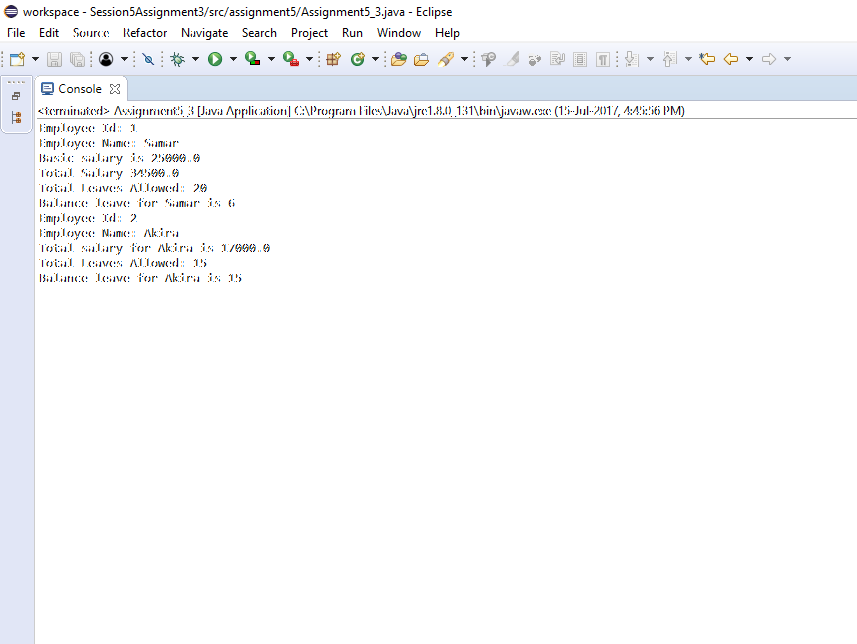 workspace - Session5Assignment3/src/assignment5/Assignment5_3.java - Eclipse
File Edit Source Refactor Navigate Search Project Run Window Help
Console
<terminated> Assignment5_3 [Java Application] C:\Program Files\Java\jre1.8.0_131\bin\javaw.exe (15-Jul-2017, 4:45:56 PM)
Employee Id: 1
Employee Name: Samar
Basic salary is 25000.0
Total Salary 34500.0
Total Leaves Allowed: 20
Balance leave for Samar is 6
Employee Id: 2
Employee Name: Akira
Total salary for Akira is 17000.0
Total Leaves Allowed: 15
Balance leave for Akira is 15